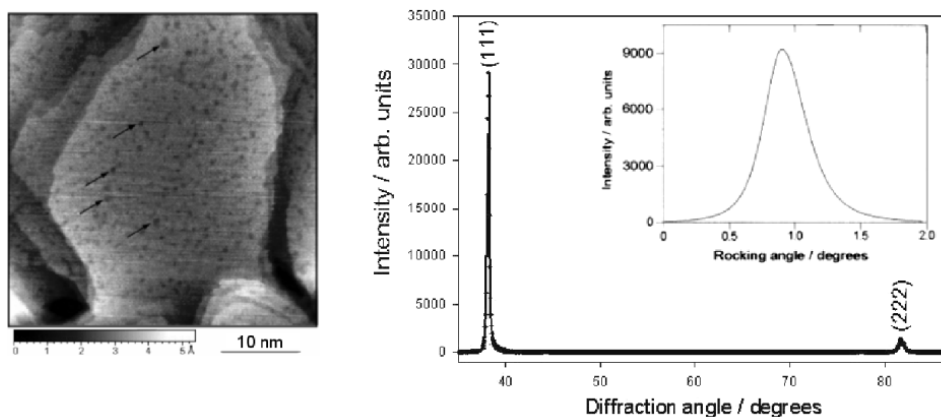 0 1 2 3 4 5 Å
10 nm
Intensity / arb. units
35000
30000
25000
20000
15000
10000
5000
0
(111)
(222)
40 50 60 70 80
Diffraction angle / degrees
Intensity / arb. units
9000
6000
3000
0
0 0.5 1.0 1.5 2.0
Rocking angle / degrees